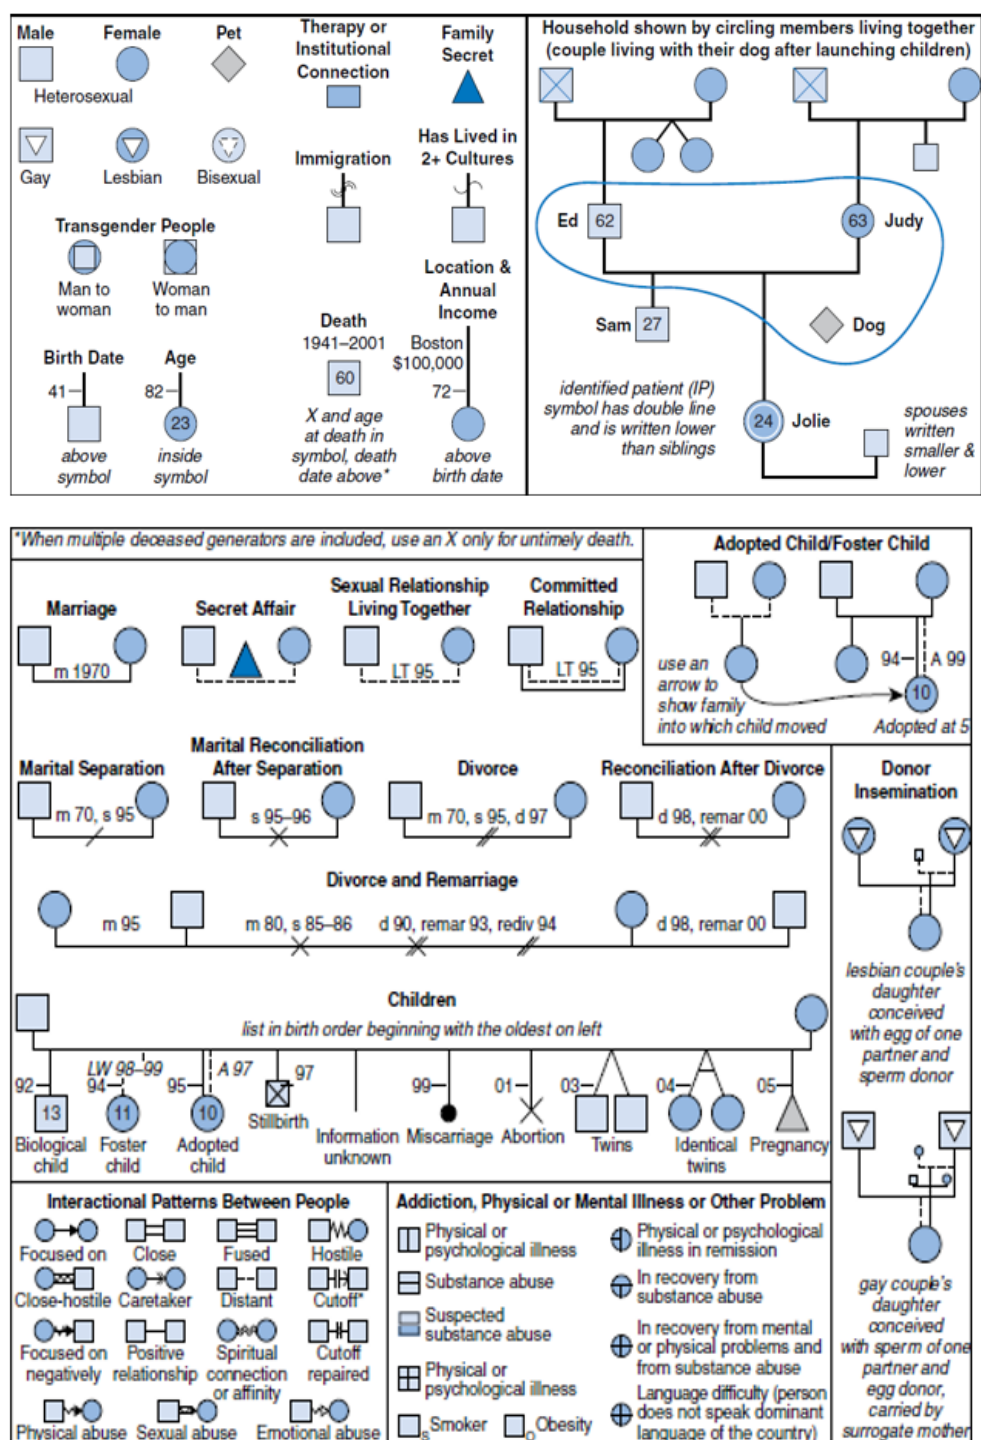 Male
Female
Pet
Heterosexual
Gay
Lesbian
Bisexual
Transgender People
Man to
woman
Woman
to man
Birth Date
41
above
symbol
Age
82
23
inside
symbol
Therapy or
Institutional
Connection
Family
Secret
Immigration
Has Lived in
2+ Cultures
Death
1941–2001
60
X and age
at death in
symbol, death
date above*
Location &
Annual
Income
Boston
$100,000
72
above
birth date
Household shown by circling members living together
(couple living with their dog after launching children)
Ed
62
63
Judy
Sam
27
Dog
identified patient (IP)
symbol has double line
and is written lower
than siblings
24
Jolie
spouses
written
smaller &
lower
*When multiple deceased generators are included, use an X only for untimely death.
Marriage
m 1970
Secret Affair
Sexual Relationship
Living Together
LT 95
Committed
Relationship
LT 95
Adopted Child/Foster Child
use an
arrow to
show family
into which child moved
94
A 99
10
Adopted at 5
Marital Separation
m 70, s 95
Marital Reconciliation
After Separation
s 95–96
Divorce
m 70, s 95, d 97
Reconciliation After Divorce
d 98, remar 00
Divorce and Remarriage
m 95
m 80, s 85–86
d 90, remar 93, rediv 94
d 98, remar 00
Children
list in birth order beginning with the oldest on left
92
13
Biological
child
LW 98–99
94
11
Foster
child
A 97
95
10
Adopted
child
97
Stillbirth
Information
unknown
99
Miscarriage
01
Abortion
03
Twins
04
Identical
twins
05
Pregnancy
Donor
Insemination
lesbian couple's
daughter
conceived
with egg of one
partner and
sperm donor
gay couple's
daughter
conceived
with sperm of one
partner and
egg donor,
carried by
surrogate mother
Interactional Patterns Between People
Focused on
Close
Fused
Hostile
Close-hostile
Caretaker
Distant
Cutoff*
Focused on
negatively
Positive
relationship
Spiritual
connection
or affinity
Cutoff
repaired
Physical abuse
Sexual abuse
Emotional abuse
Addiction, Physical or Mental Illness or Other Problem
Physical or
psychological illness
Substance abuse
Suspected
substance abuse
Physical or
psychological illness
S
Smoker
O
Obesity
Physical or psychological
illness in remission
In recovery from
substance abuse
In recovery from mental
or physical problems and
from substance abuse
Language difficulty (person
does not speak dominant
language of the country)